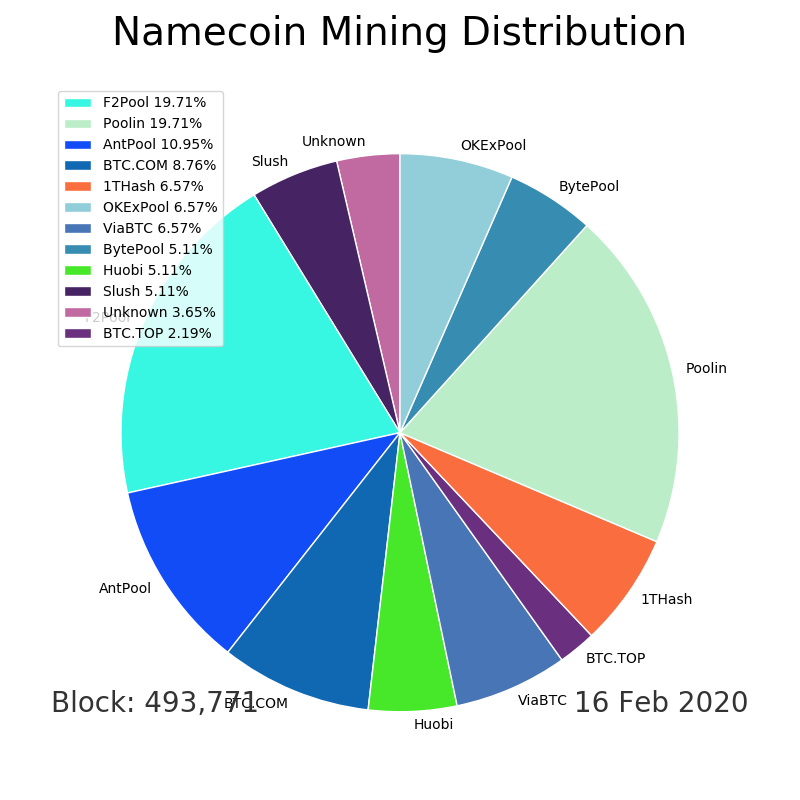 Namecoin Mining Distribution
F2Pool 19.71%
Poolin 19.71%
AntPool 10.95%
BTC.COM 8.76%
1THash 6.57%
OKExPool 6.57%
ViaBTC 6.57%
BytePool 5.11%
Huobi 5.11%
Slush 5.11%
Unknown 3.65%
BTC.TOP 2.19%
Unknown
OKExPool
Slush
BytePool
F2Pool
Poolin
AntPool
1THash
BTC.TOP
BTC.COM
ViaBTC
Huobi
Block: 493,771
16 Feb 2020